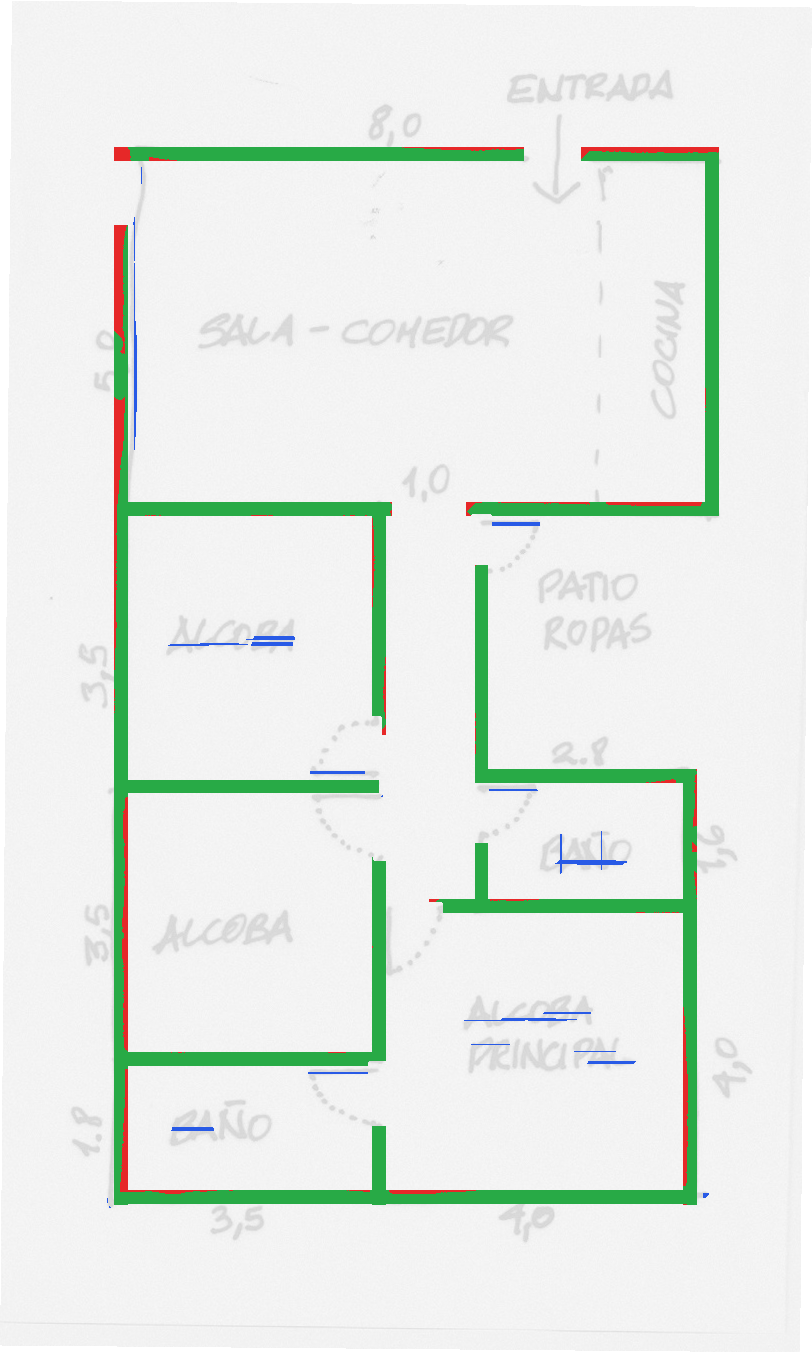 ENTRADA
8,0
SALA - COMEDOR
COCINA
5,0
1,0
PATIO
ROPAS
ALCOBA
3,5
2.8
BAÑO
1,6
ALCOBA
3,5
ALCOBA
PRINCIPAL
4,0
BAÑO
1.8
3,5
4,0